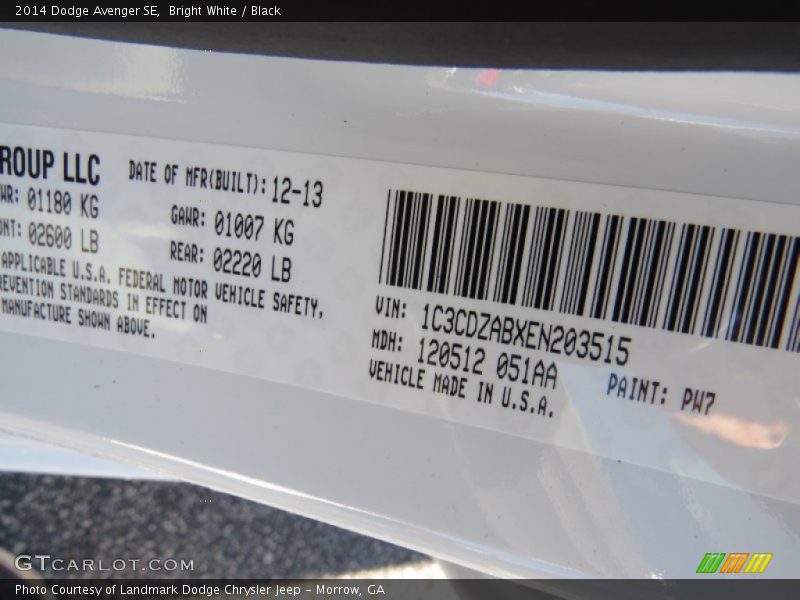 2014 Dodge Avenger SE,  Bright White / Black
ROUP LLC
DATE OF MFR(BUILT): 12-13
WR: 01180 KG
GAWR: 01007 KG
NT: 02600 LB
REAR: 02220 LB
APPLICABLE U.S.A. FEDERAL MOTOR VEHICLE SAFETY,
REVENTION STANDARDS IN EFFECT ON
MANUFACTURE SHOWN ABOVE.
VIN: 1C3CDZABXEN203515
MDH: 120512 051AA
PAINT: PW7
VEHICLE MADE IN U.S.A.
GTCARLOT.COM
Photo Courtesy of Landmark Dodge Chrysler Jeep – Morrow, GA